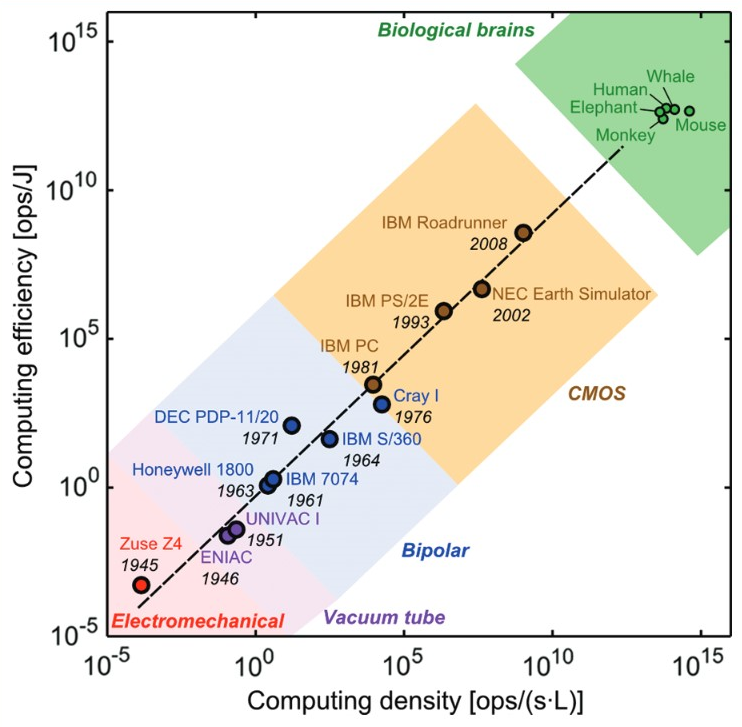 10^15
Biological brains
Whale
Human
Elephant
Monkey
Mouse
10^10
IBM Roadrunner
2008
IBM PS/2E
1993
NEC Earth Simulator
2002
10^5
IBM PC
1981
Cray I
1976
CMOS
DEC PDP-11/20
1971
IBM S/360
1964
Honeywell 1800
1963
IBM 7074
1961
10^0
UNIVAC I
1951
Zuse Z4
1945
ENIAC
1946
Bipolar
Electromechanical
Vacuum tube
10^-5
10^-5
10^0
10^5
10^10
10^15
Computing efficiency [ops/J]
Computing density [ops/(s·L)]